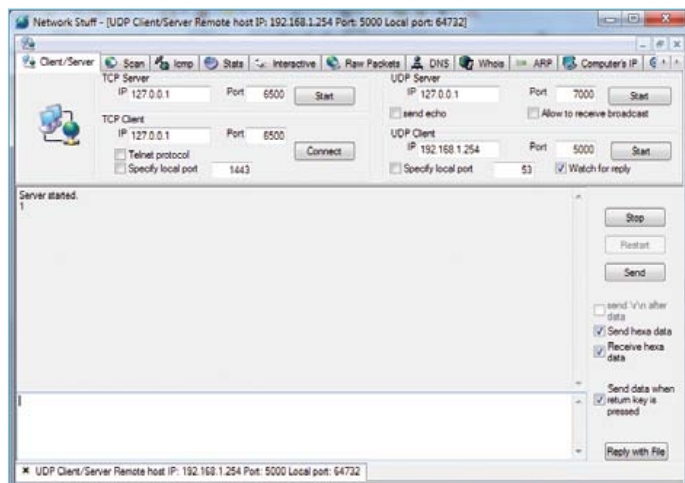 Network Stuff - [UDP Client/Server Remote host IP: 192.168.1.254 Port: 5000 Local port: 64732]
Client/Server Scan Icmp Stats Interactive Raw Packets DNS Whois ARP Computer's IP
TCP Server
IP 127.0.0.1 Port 6500 Start
TCP Client
IP 127.0.0.1 Port 6500
Telnet protocol
Connect
Specify local port 1443
UDP Server
IP 127.0.0.1 Port 7000
send echo Allow to receive broadcast
UDP Client
IP 192.168.1.254 Port 5000 Start
Specify local port 53 Watch for reply
Server started.
1
Stop
Restart
Send
send \r\n after
data
Send hexa data
Receive hexa
data
Send data when
return key is
pressed
Reply with File
UDP Client/Server Remote host IP: 192.168.1.254 Port: 5000 Local port: 64732